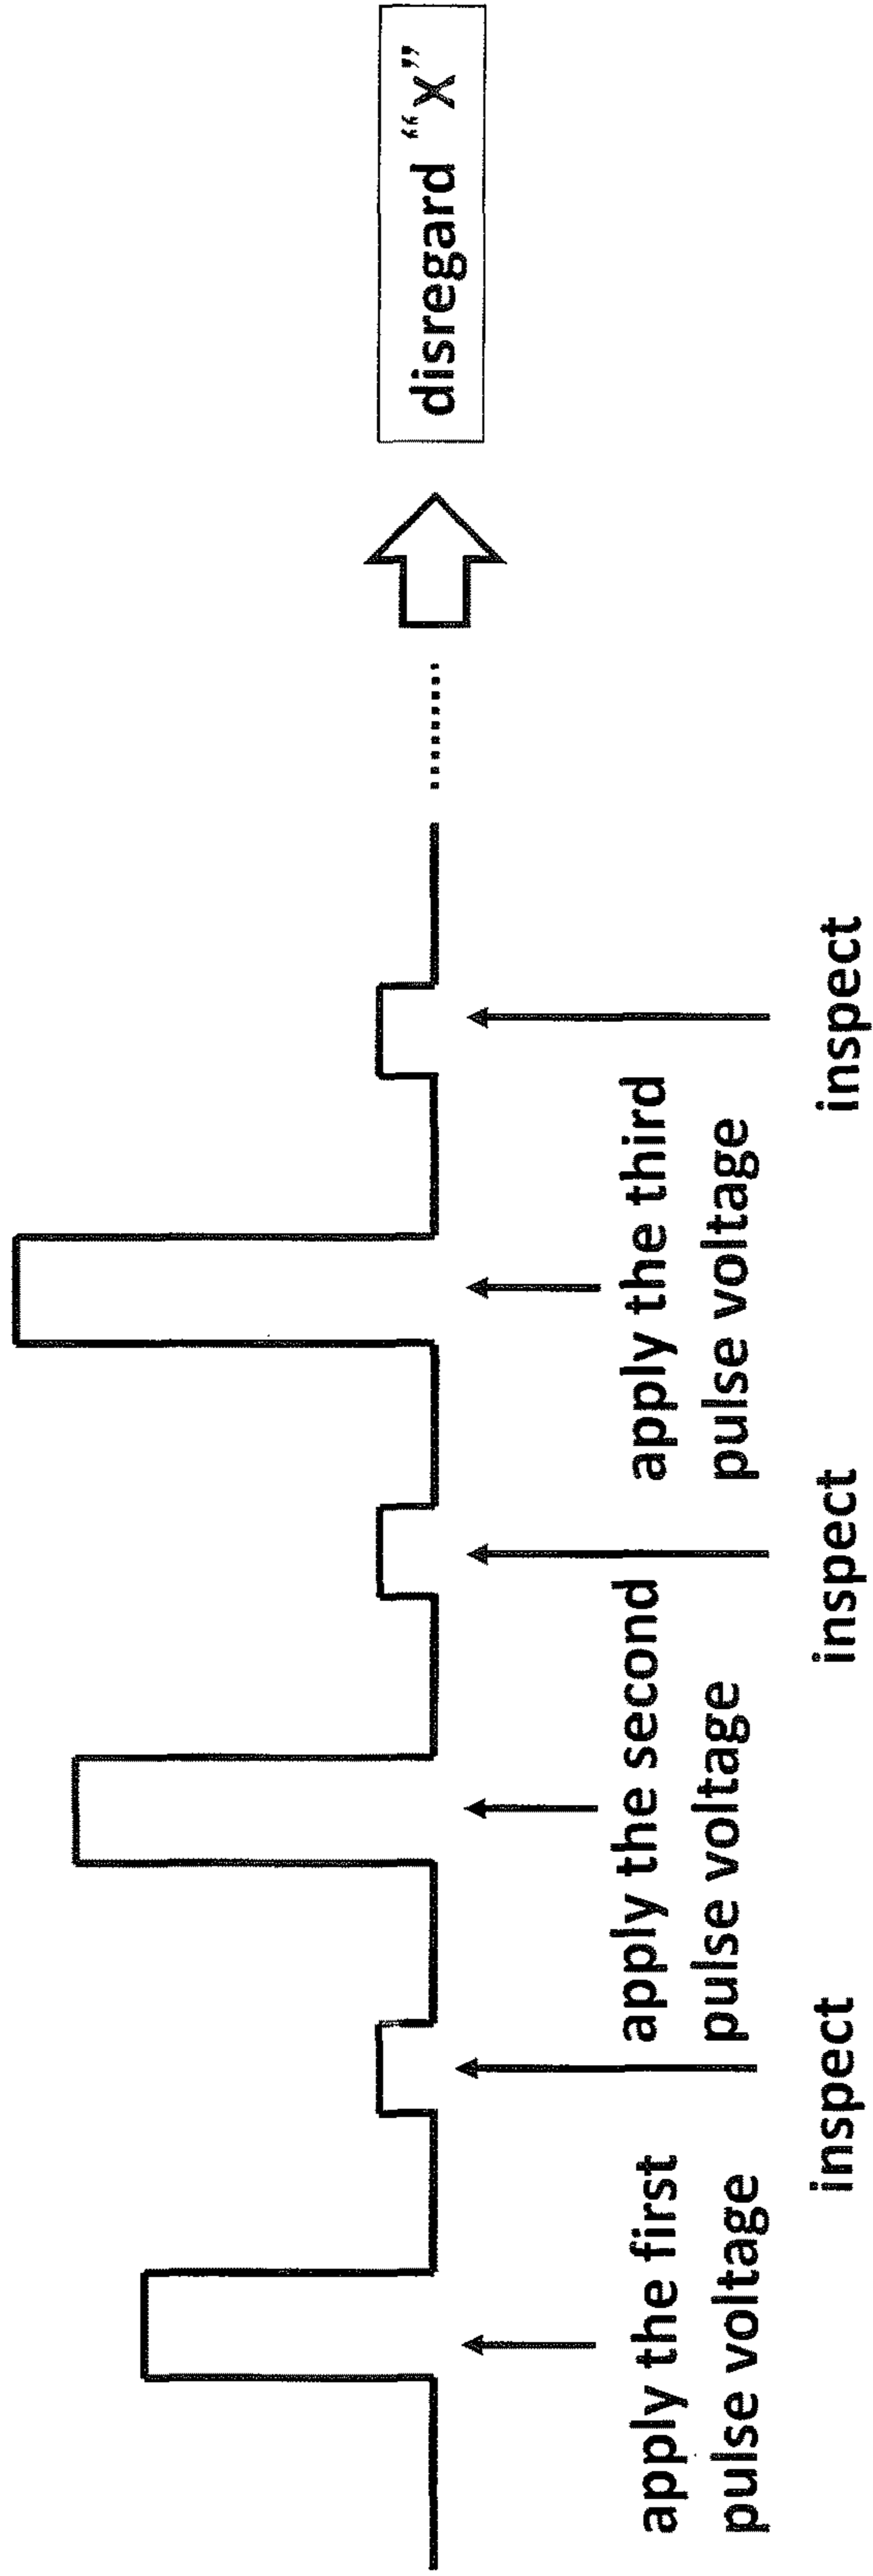 apply the first
pulse voltage
inspect
apply the second
pulse voltage
inspect
apply the third
pulse voltage
inspect
disregard “x”